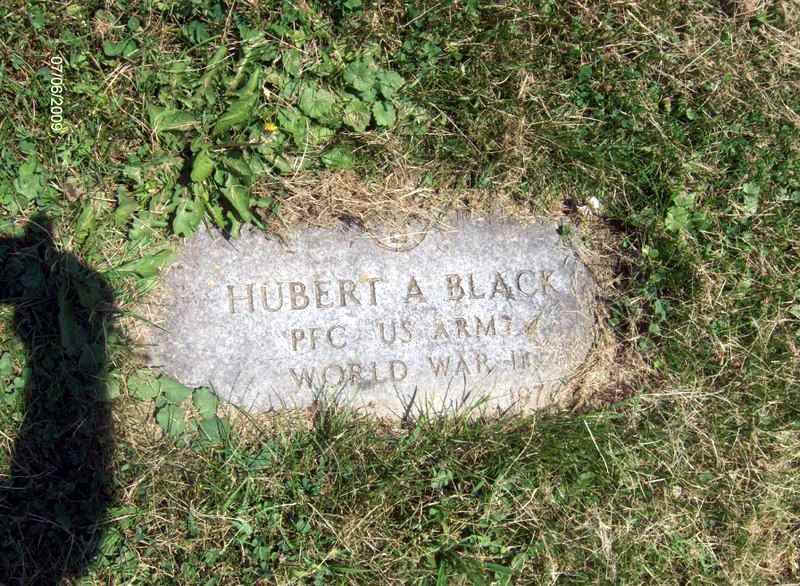 07/06/2009
HUBERT A BLACK
PFC US ARMY
WORLD WAR II